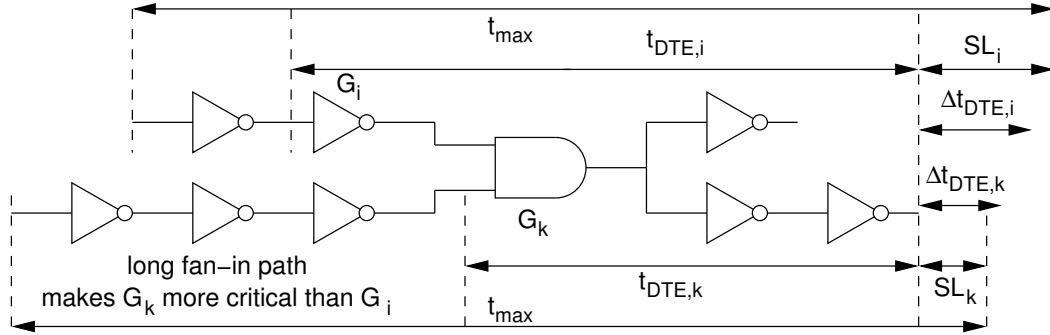 t_max
t_DTE,i
SL_i
G_i
Δt_DTE,i
Δt_DTE,k
G_k
long fan−in path
makes G_k more critical than G_i
t_DTE,k
SL_k
t_max